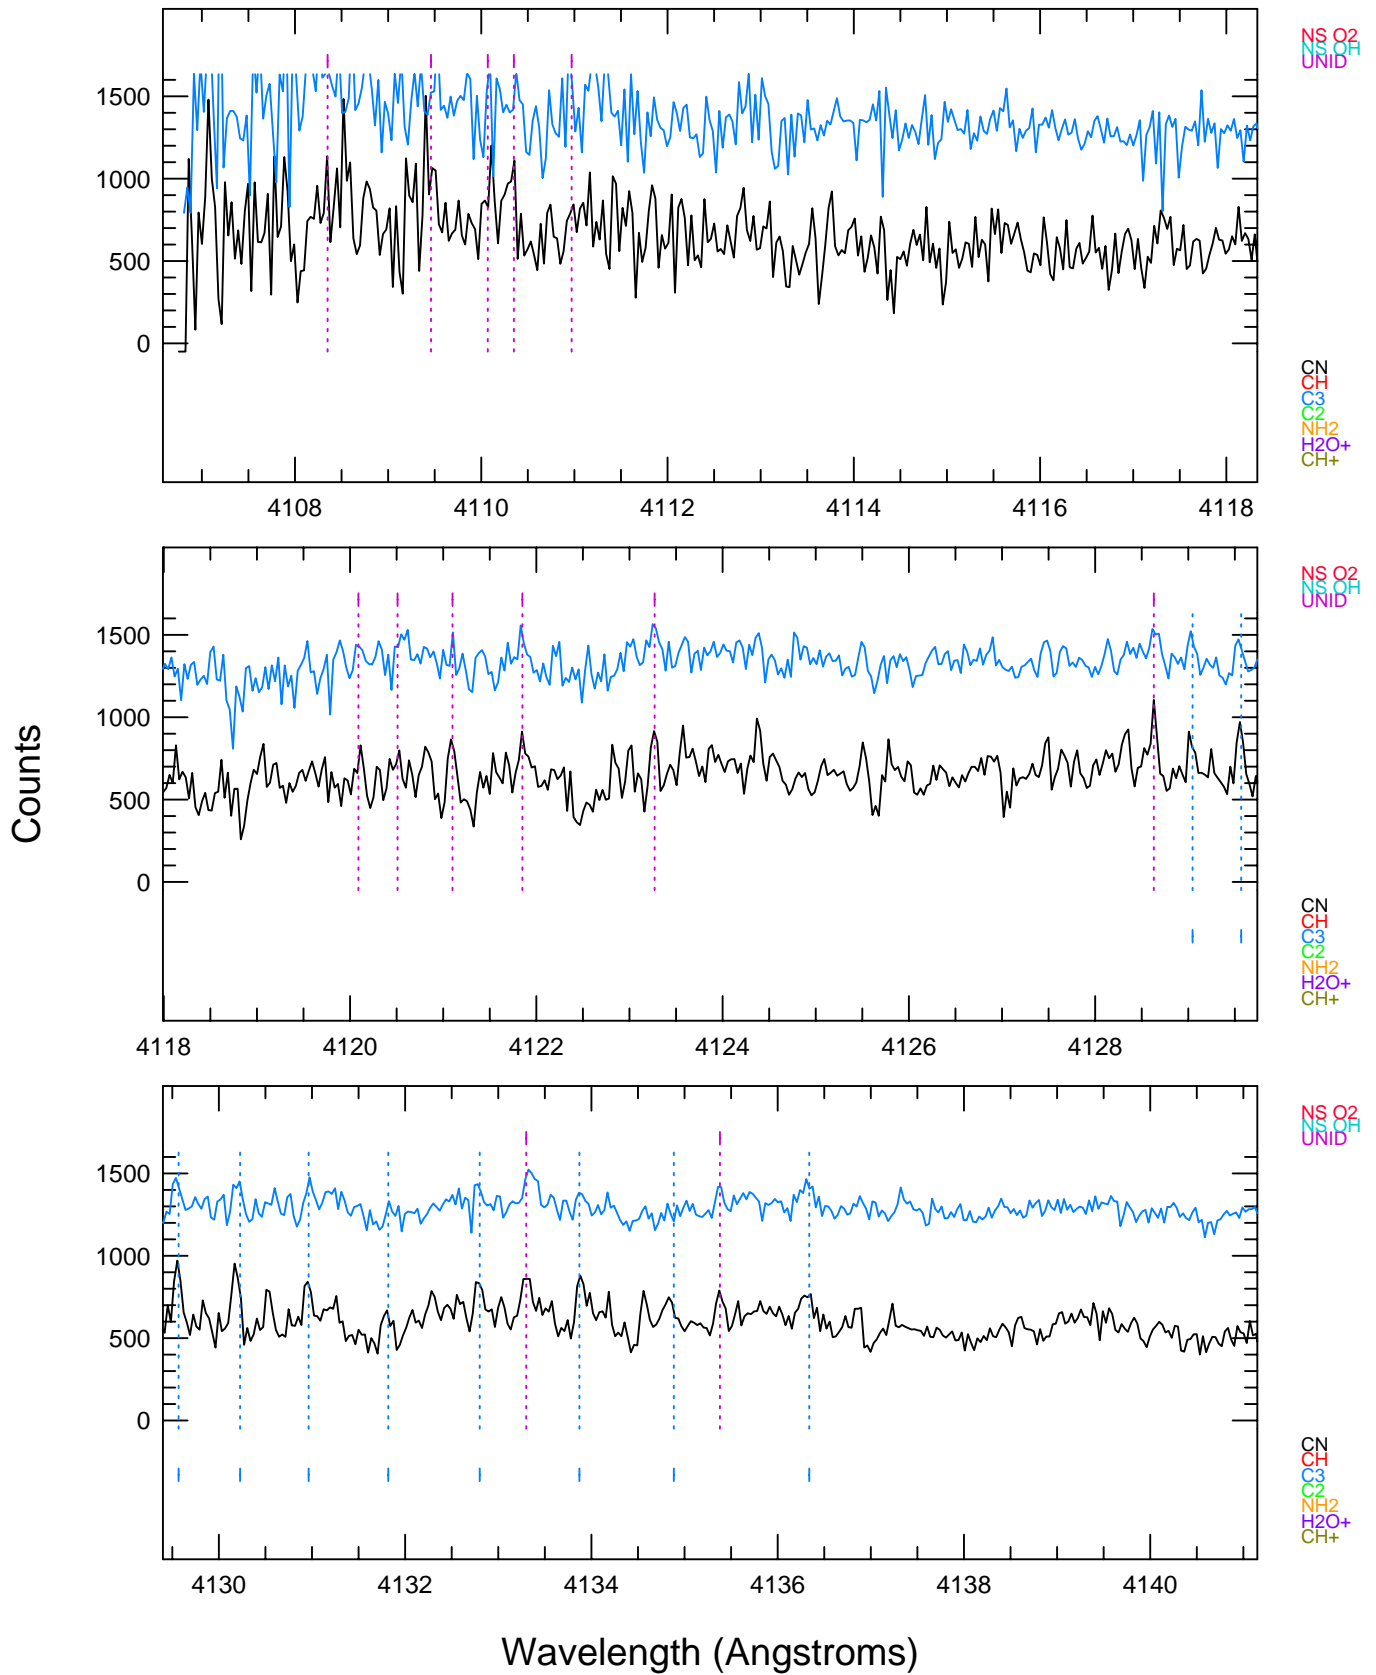 NS O2
NS OH
UNID
1500
1000
500
0
CN
CH
C3
C2
NH2
H2O+
CH+
4108 4110 4112 4114 4116 4118
NS O2
NS OH
UNID
1500
1000
500
0
CN
CH
C3
C2
NH2
H2O+
CH+
4118 4120 4122 4124 4126 4128
Counts
NS O2
NS OH
UNID
1500
1000
500
0
CN
CH
C3
C2
NH2
H2O+
CH+
4130 4132 4134 4136 4138 4140
Wavelength (Angstroms)